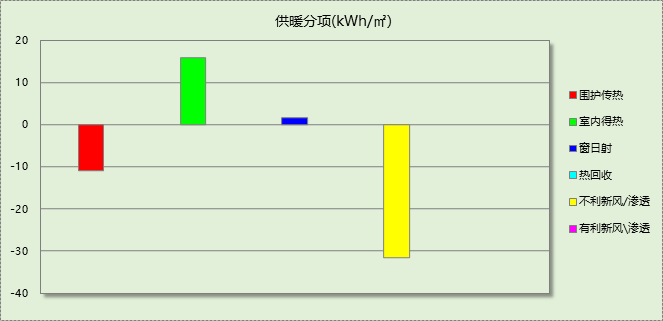 供暖分项(kWh/㎡)
20
10
0
-10
-20
-30
-40
围护传热
室内得热
窗日射
热回收
不利新风/渗透
有利新风\渗透